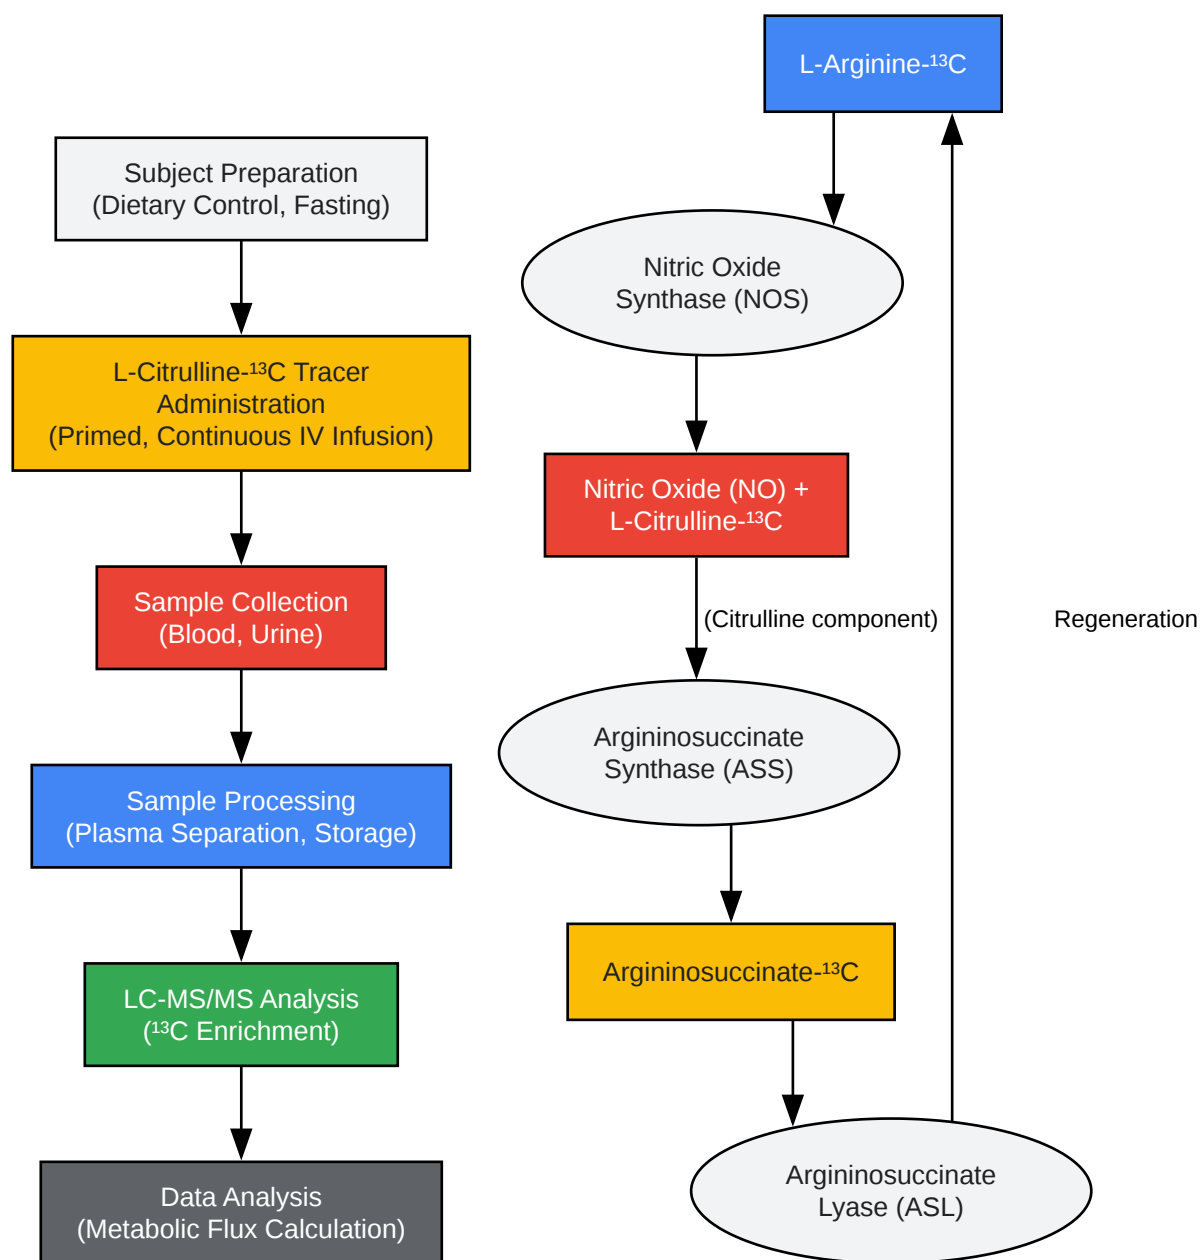 Subject Preparation
(Dietary Control, Fasting)
L-Citrulline-¹³C Tracer
Administration
(Primed, Continuous IV Infusion)
Sample Collection
(Blood, Urine)
Sample Processing
(Plasma Separation, Storage)
LC-MS/MS Analysis
(¹³C Enrichment)
Data Analysis
(Metabolic Flux Calculation)
L-Arginine-¹³C
Nitric Oxide
Synthase (NOS)
Nitric Oxide (NO) +
L-Citrulline-¹³C
(Citrulline component)
Regeneration
Argininosuccinate
Synthase (ASS)
Argininosuccinate-¹³C
Argininosuccinate
Lyase (ASL)